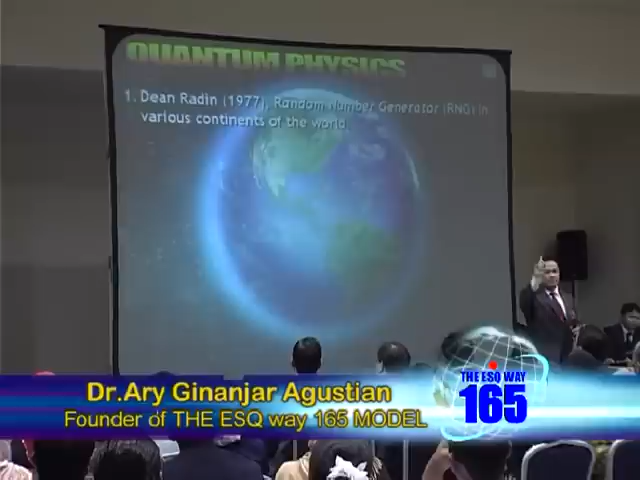 QUANTUM PHYSICS
1. Dean Radin (1977), Random Number Generator (RNG) in
various continents of the world.
Dr.Ary Ginanjar Agustian
Founder of THE ESQ way 165 MODEL
THE ESQ WAY
165